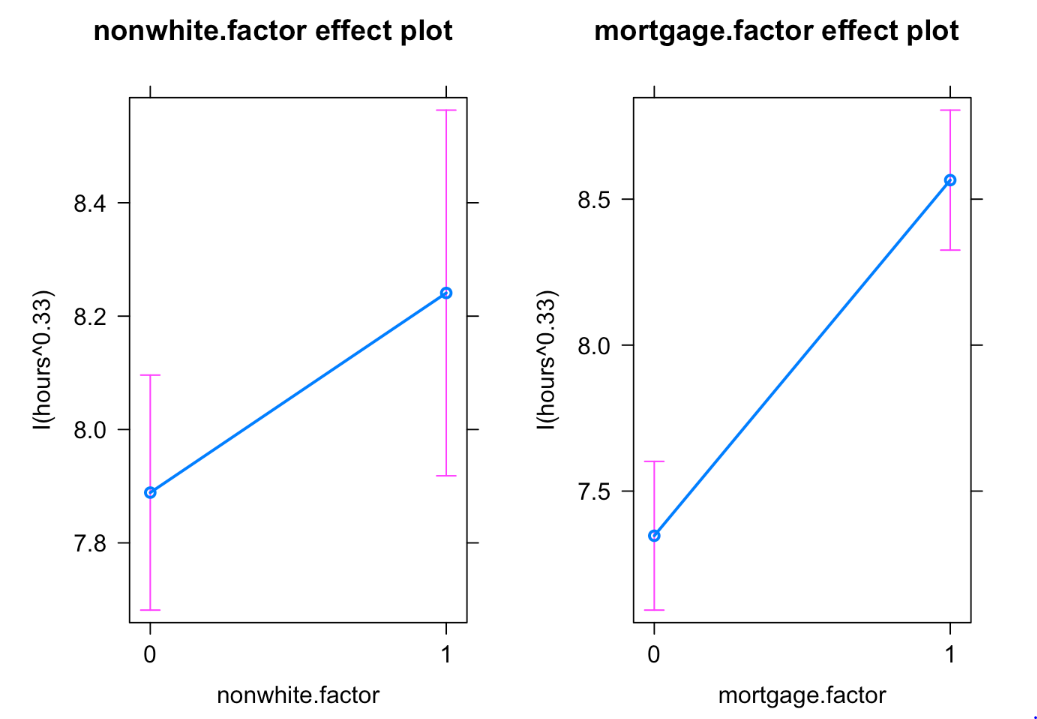 nonwhite.factor effect plot
I(hours^0.33)
8.4
8.2
8.0
7.8
0
1
nonwhite.factor
mortgage.factor effect plot
I(hours^0.33)
8.5
8.0
7.5
0
1
mortgage.factor